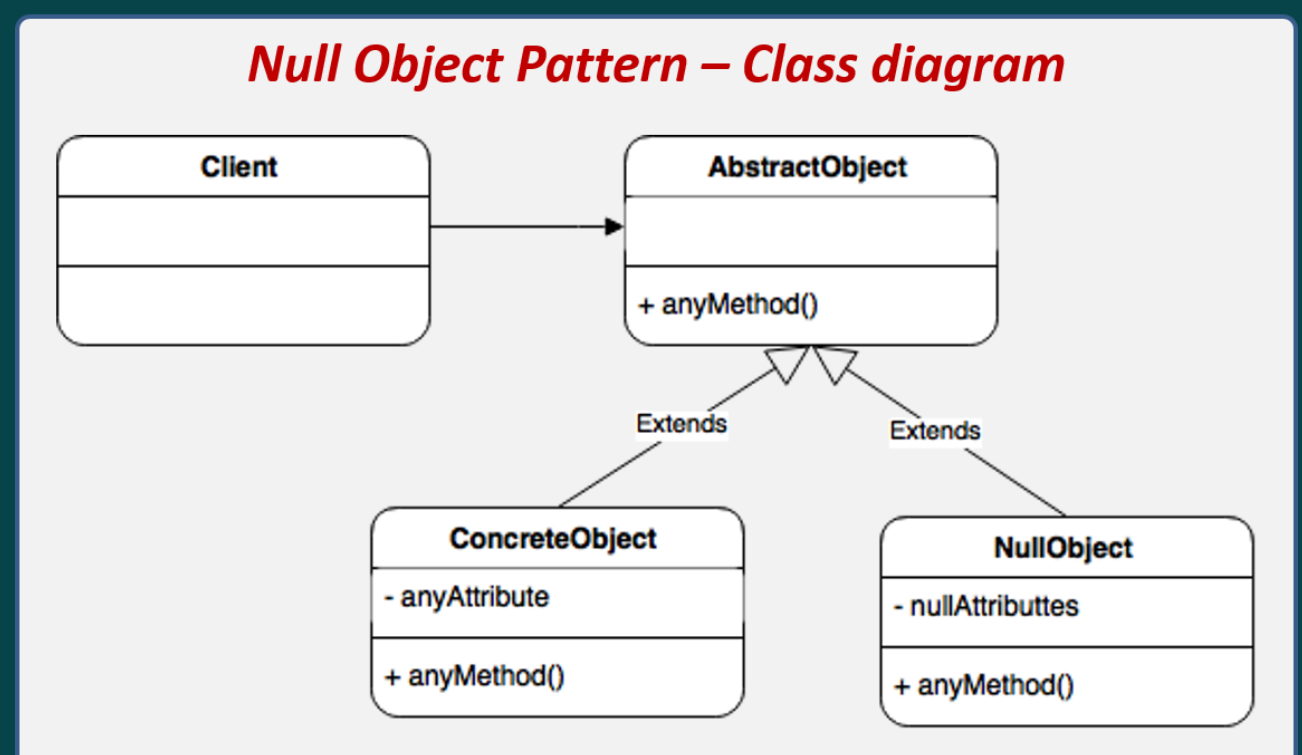 Null Object Pattern – Class diagram
Client
AbstractObject
+ anyMethod()
Extends
Extends
ConcreteObject
- anyAttribute
+ anyMethod()
NullObject
- nullAttributtes
+ anyMethod()